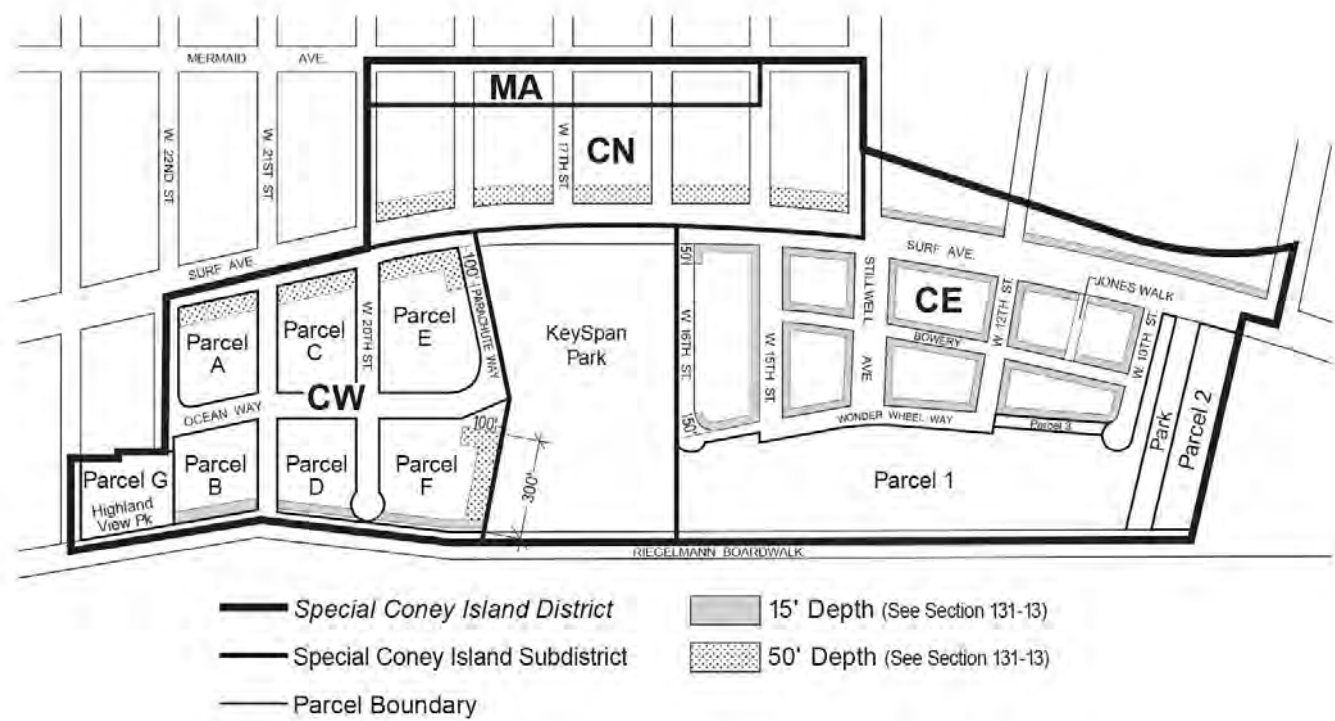 MERMAID AVE.
MA
W. 22ND ST.
W. 21ST ST.
W. 17TH ST.
CN
SURF AVE.
SURF AVE.
JONES WALK
50'
100'
PARACHUTE WAY
STILLWELL AVE
CE
W. 12TH ST.
W. 10TH ST.
Parcel A
Parcel C
W. 20TH ST.
Parcel E
KeySpan Park
W. 16TH ST.
W. 15TH ST.
BOWERY
CW
OCEAN WAY
100'
150'
WONDER WHEEL WAY
Parcel 3
Park
Parcel 2
Parcel G
Highland View Pk
Parcel B
Parcel D
Parcel F
300'
Parcel 1
RIEGELMANN BOARDWALK
Special Coney Island District
15' Depth (See Section 131-13)
Special Coney Island Subdistrict
50' Depth (See Section 131-13)
Parcel Boundary